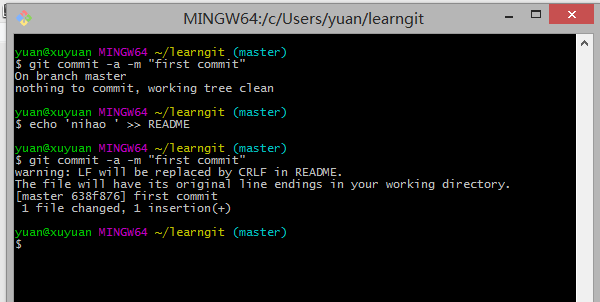 MINGW64:/c/Users/yuan/learngit
yuan@xuyuan MINGW64 ~/learngit (master)
$ git commit -a -m "first commit"
On branch master
nothing to commit, working tree clean
yuan@xuyuan MINGW64 ~/learngit (master)
$ echo 'nihao ' >> README
yuan@xuyuan MINGW64 ~/learngit (master)
$ git commit -a -m "first commit"
warning: LF will be replaced by CRLF in README.
The file will have its original line endings in your working directory.
[master 638f876] first commit
 1 file changed, 1 insertion(+)
yuan@xuyuan MINGW64 ~/learngit (master)
$